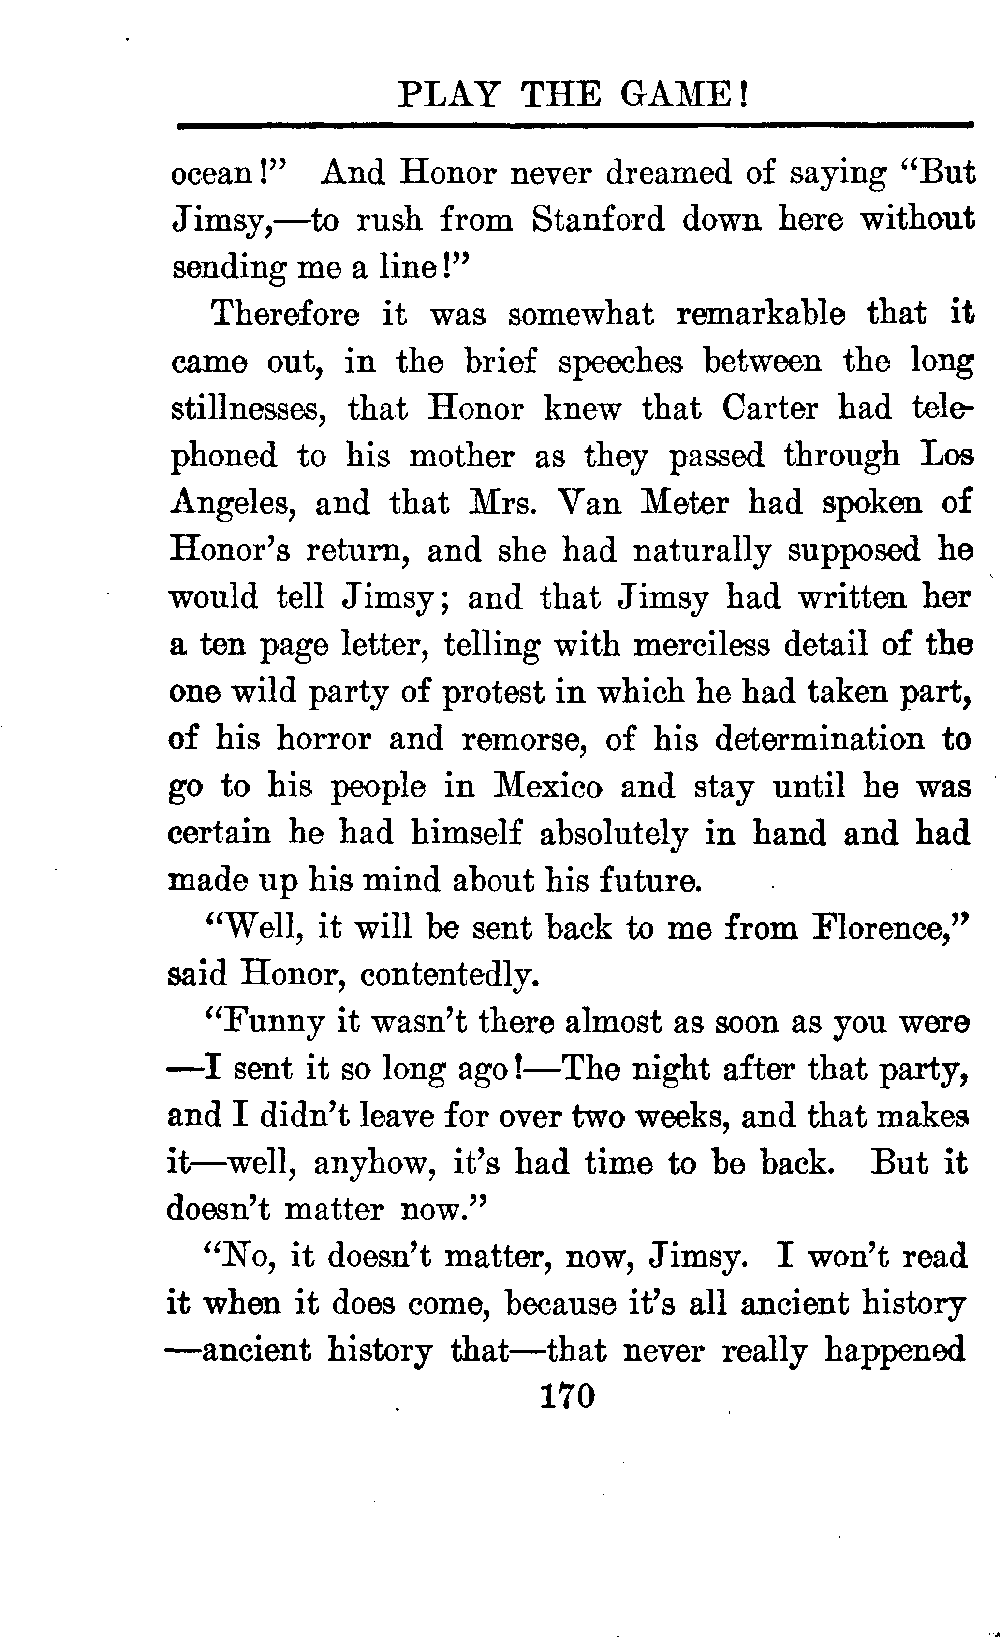 PLAY THE GAME!
ocean!" And Honor never dreamed of saying "But
Jimsy,—to rush from Stanford down here without
sending me a line!"
Therefore it was somewhat remarkable that it
came out, in the brief speeches between the long
stillnesses, that Honor knew that Carter had tele-
phoned to his mother as they passed through Los
Angeles, and that Mrs. Van Meter had spoken of
Honor's return, and she had naturally supposed he
would tell Jimsy; and that Jimsy had written her
a ten page letter, telling with merciless detail of the
one wild party of protest in which he had taken part,
of his horror and remorse, of his determination to
go to his people in Mexico and stay until he was
certain he had himself absolutely in hand and had
made up his mind about his future.
"Well, it will be sent back to me from Florence,"
said Honor, contentedly.
"Funny it wasn't there almost as soon as you were
—I sent it so long ago!—The night after that party,
and I didn't leave for over two weeks, and that makes
it—well, anyhow, it's had time to be back. But it
doesn't matter now."
"No, it doesn't matter, now, Jimsy. I won't read
it when it does come, because it's all ancient history
—ancient history that—that never really happened
170